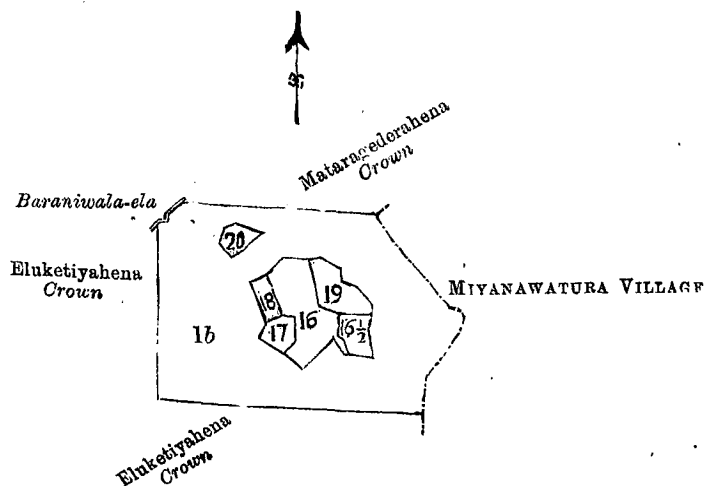 Mataragederahena
Crown
Baraniwala-ela
20
Eluketiyahena
Crown
MIYANAWATURA VILLAGE
18
19
16
16½
17
1b
Eluketiyahena
Crown